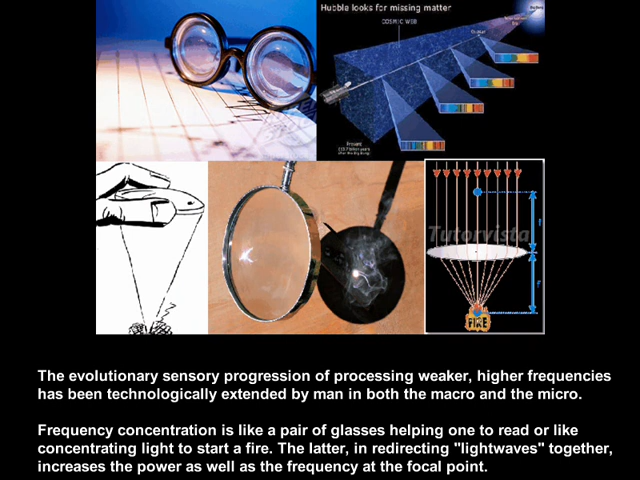 Hubble looks for missing matter
COSMIC WEB
Quasar
Present
Tutorvista
FIRE
The evolutionary sensory progression of processing weaker, higher frequencies
has been technologically extended by man in both the macro and the micro.
Frequency concentration is like a pair of glasses helping one to read or like
concentrating light to start a fire. The latter, in redirecting "lightwaves" together,
increases the power as well as the frequency at the focal point.